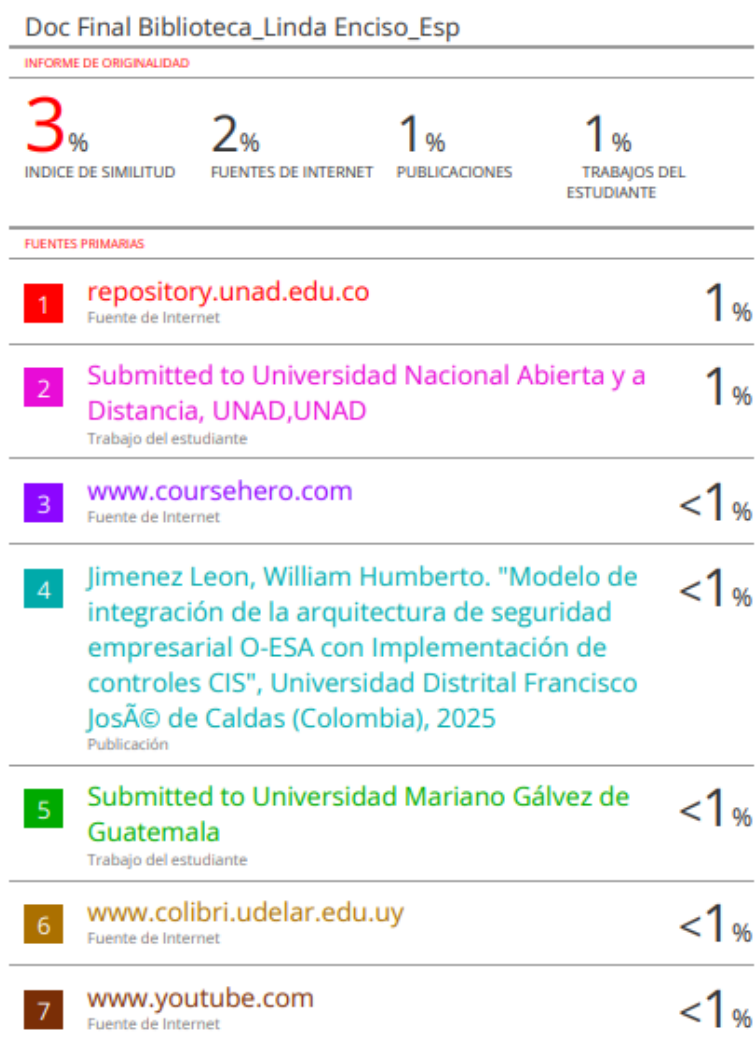 Doc Final Biblioteca_Linda Enciso_Esp
INFORME DE ORIGINALIDAD
3%
INDICE DE SIMILITUD
2%
FUENTES DE INTERNET
1%
PUBLICACIONES
1%
TRABAJOS DEL
ESTUDIANTE
FUENTES PRIMARIAS
1
repository.unad.edu.co
Fuente de Internet
1%
2
Submitted to Universidad Nacional Abierta y a
Distancia, UNAD,UNAD
Trabajo del estudiante
1%
3
www.coursehero.com
Fuente de Internet
<1%
4
Jimenez Leon, William Humberto. "Modelo de
integración de la arquitectura de seguridad
empresarial O-ESA con Implementación de
controles CIS", Universidad Distrital Francisco
José de Caldas (Colombia), 2025
Publicación
<1%
5
Submitted to Universidad Mariano Gálvez de
Guatemala
Trabajo del estudiante
<1%
6
www.colibri.udelar.edu.uy
Fuente de Internet
<1%
7
www.youtube.com
Fuente de Internet
<1%